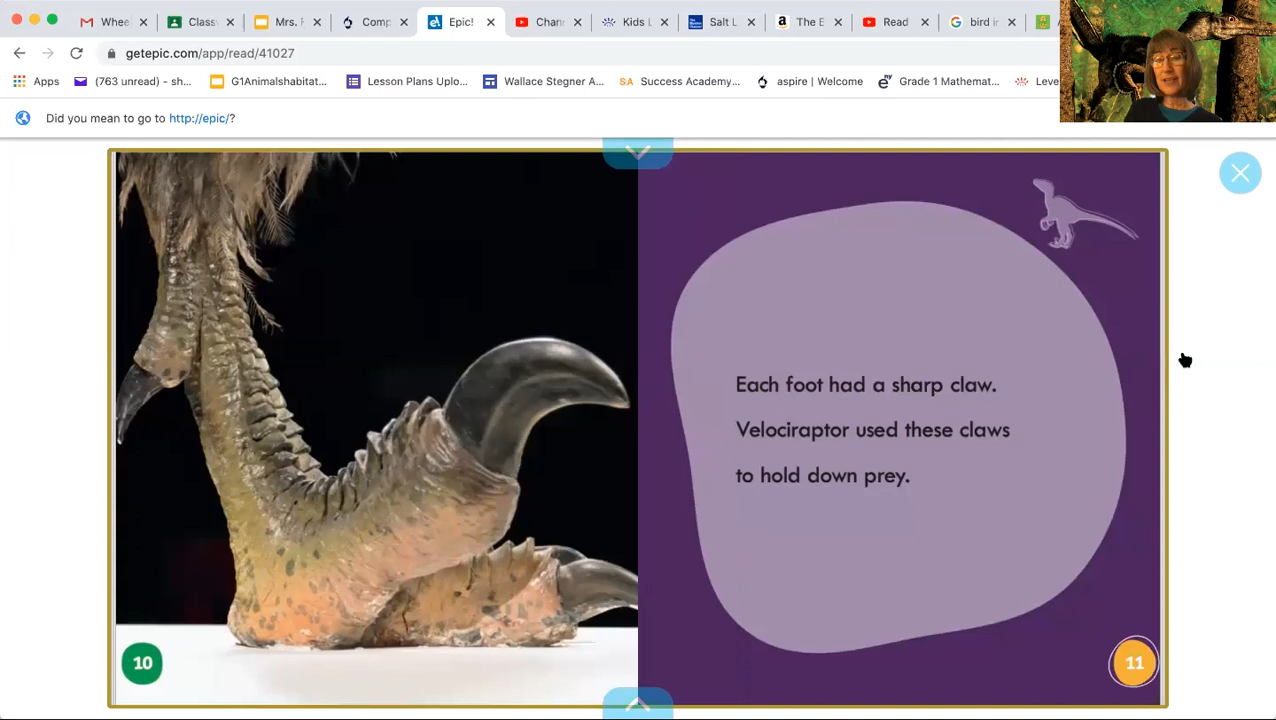 Whee
Class
Mrs. F
Comp
Epic!
Chann
Kids L
Salt L
The E
Read
bird in
getepic.com/app/read/41027
Apps
(763 unread) - sh...
G1Animalshabitat...
Lesson Plans Uplo...
Wallace Stegner A...
Success Academy...
aspire | Welcome
Grade 1 Mathemat...
Leve
Did you mean to go to http://epic/?
Each foot had a sharp claw.
Velociraptor used these claws
to hold down prey.
10
11